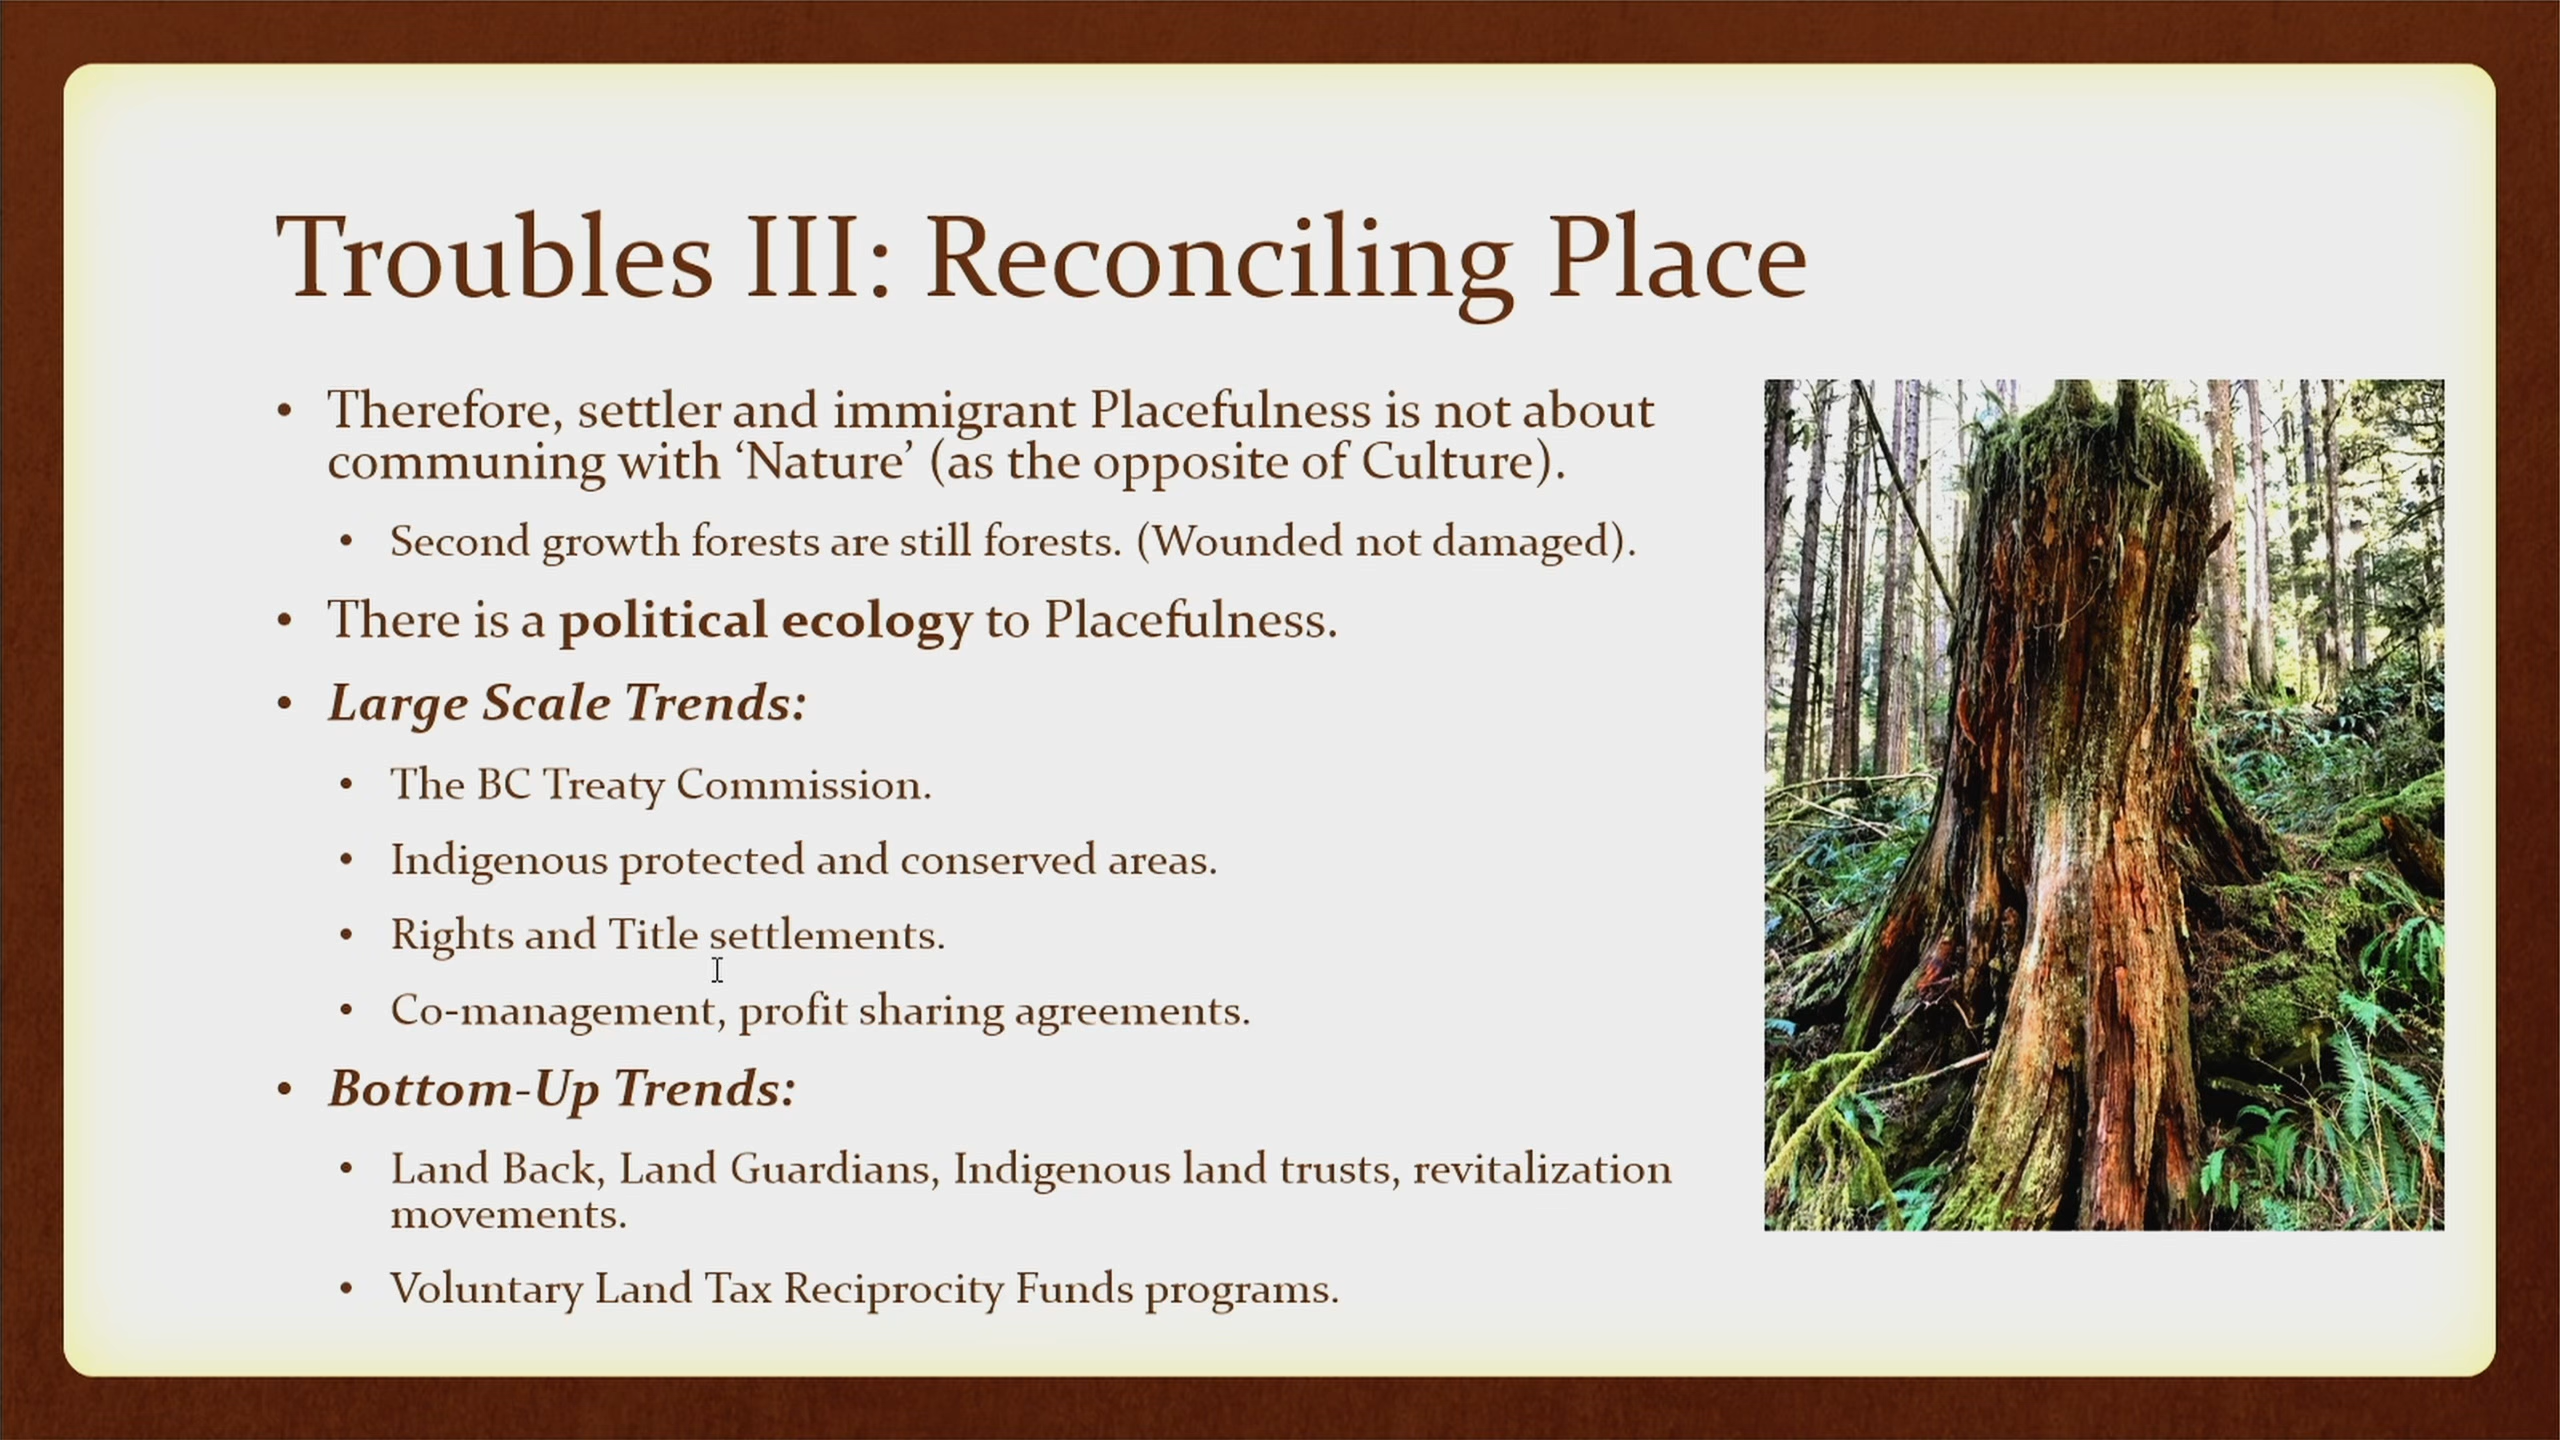 Troubles III: Reconciling Place
• Therefore, settler and immigrant Placefulness is not about
communing with ‘Nature’ (as the opposite of Culture).
• Second growth forests are still forests. (Wounded not damaged).
• There is a political ecology to Placefulness.
• Large Scale Trends:
• The BC Treaty Commission.
• Indigenous protected and conserved areas.
• Rights and Title settlements.
• Co-management, profit sharing agreements.
• Bottom-Up Trends:
• Land Back, Land Guardians, Indigenous land trusts, revitalization
movements.
• Voluntary Land Tax Reciprocity Funds programs.